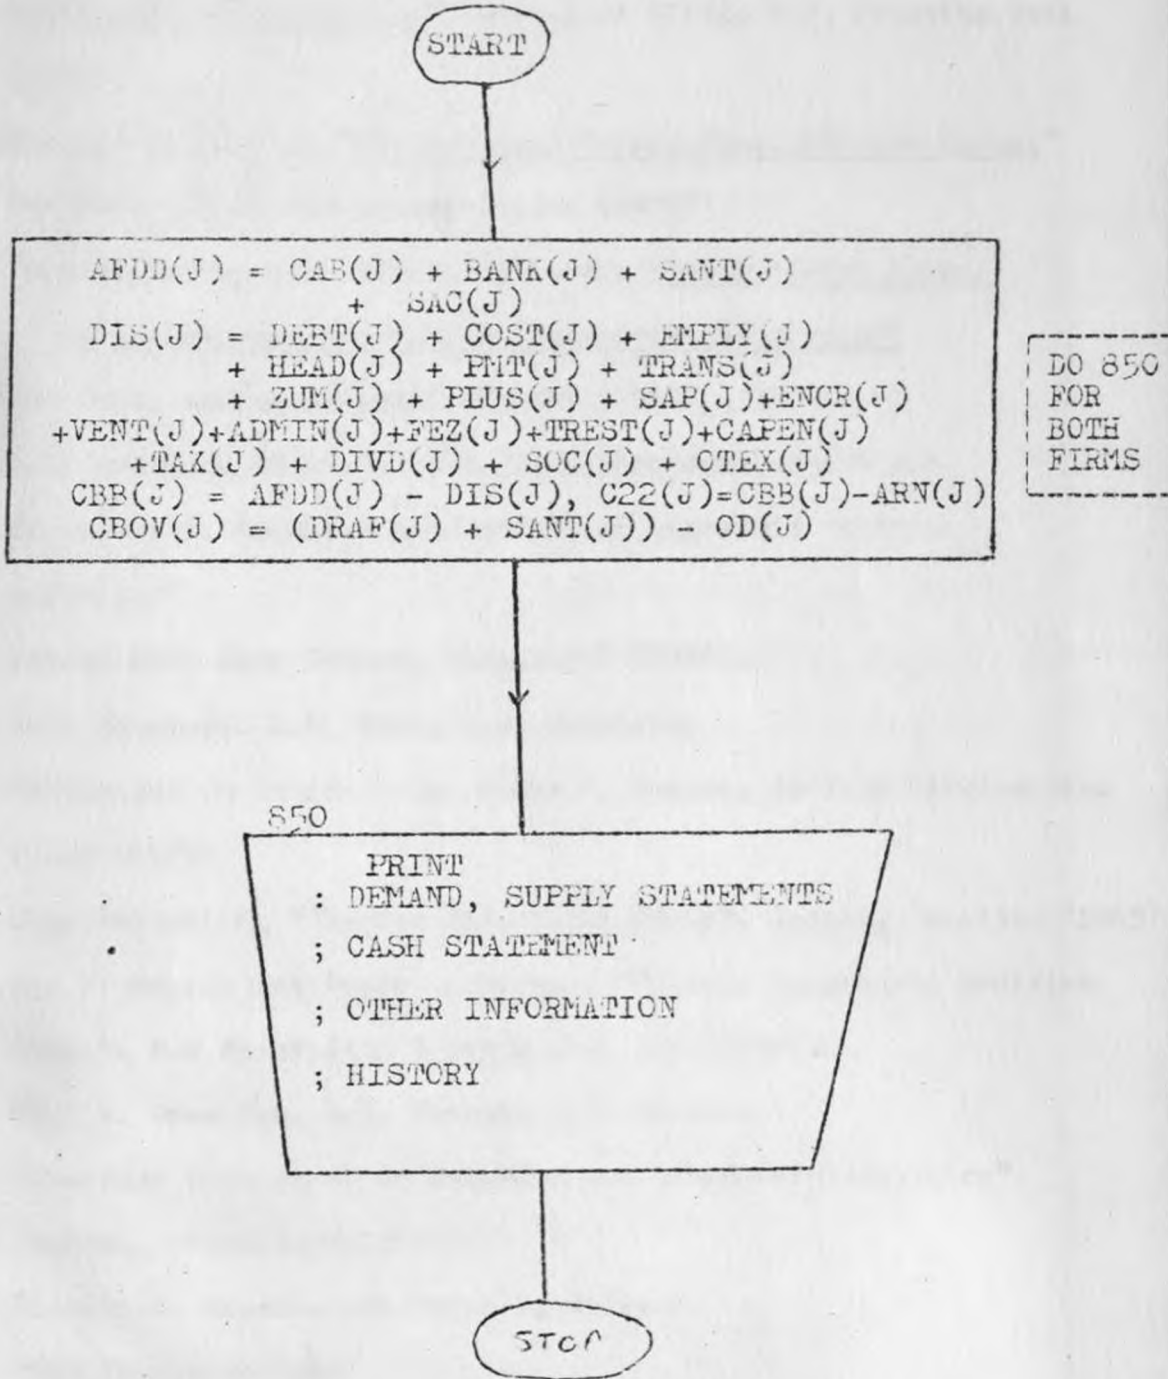 START
AFDD(J) = CAB(J) + BANK(J) + SANT(J)
+ SAC(J)
DIS(J) = DEBT(J) + COST(J) + EMPLY(J)
+ HEAD(J) + PMT(J) + TRANS(J)
+ ZUM(J) + PLUS(J) + SAP(J)+ENCR(J)
+VENT(J)+ADMIN(J)+FEZ(J)+TREST(J)+CAPEN(J)
+TAX(J) + DIVD(J) + SOC(J) + OTEX(J)
CBB(J) = AFDD(J) - DIS(J), C22(J)=CBB(J)-ARN(J)
CBOV(J) = (DRAF(J) + SANT(J)) - OD(J)
DO 850
FOR
BOTH
FIRMS
850
PRINT
: DEMAND, SUPPLY STATEMENTS
; CASH STATEMENT
; OTHER INFORMATION
; HISTORY
STOP